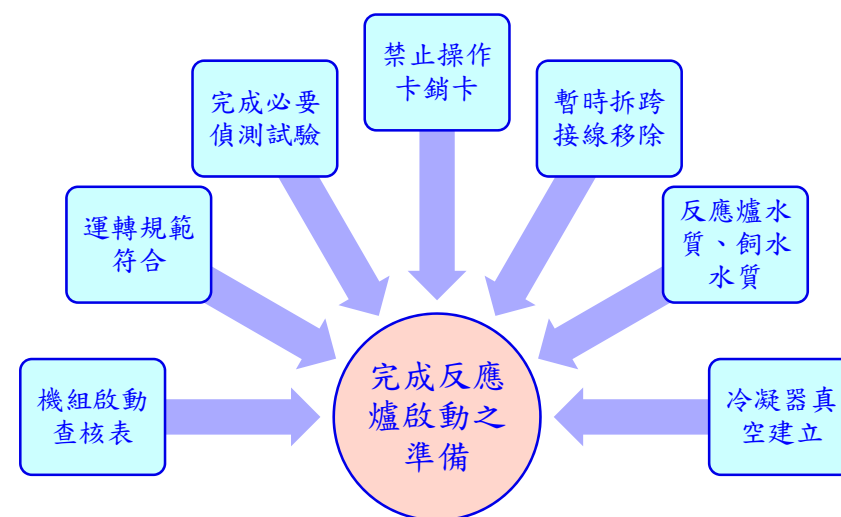 禁止操作
卡銷卡
完成必要
偵測試驗
暫時拆跨
接線移除
運轉規範
符合
反應爐水
質、飼水
水質
機組啟動
查核表
完成反應
爐啟動之
準備
冷凝器真
空建立